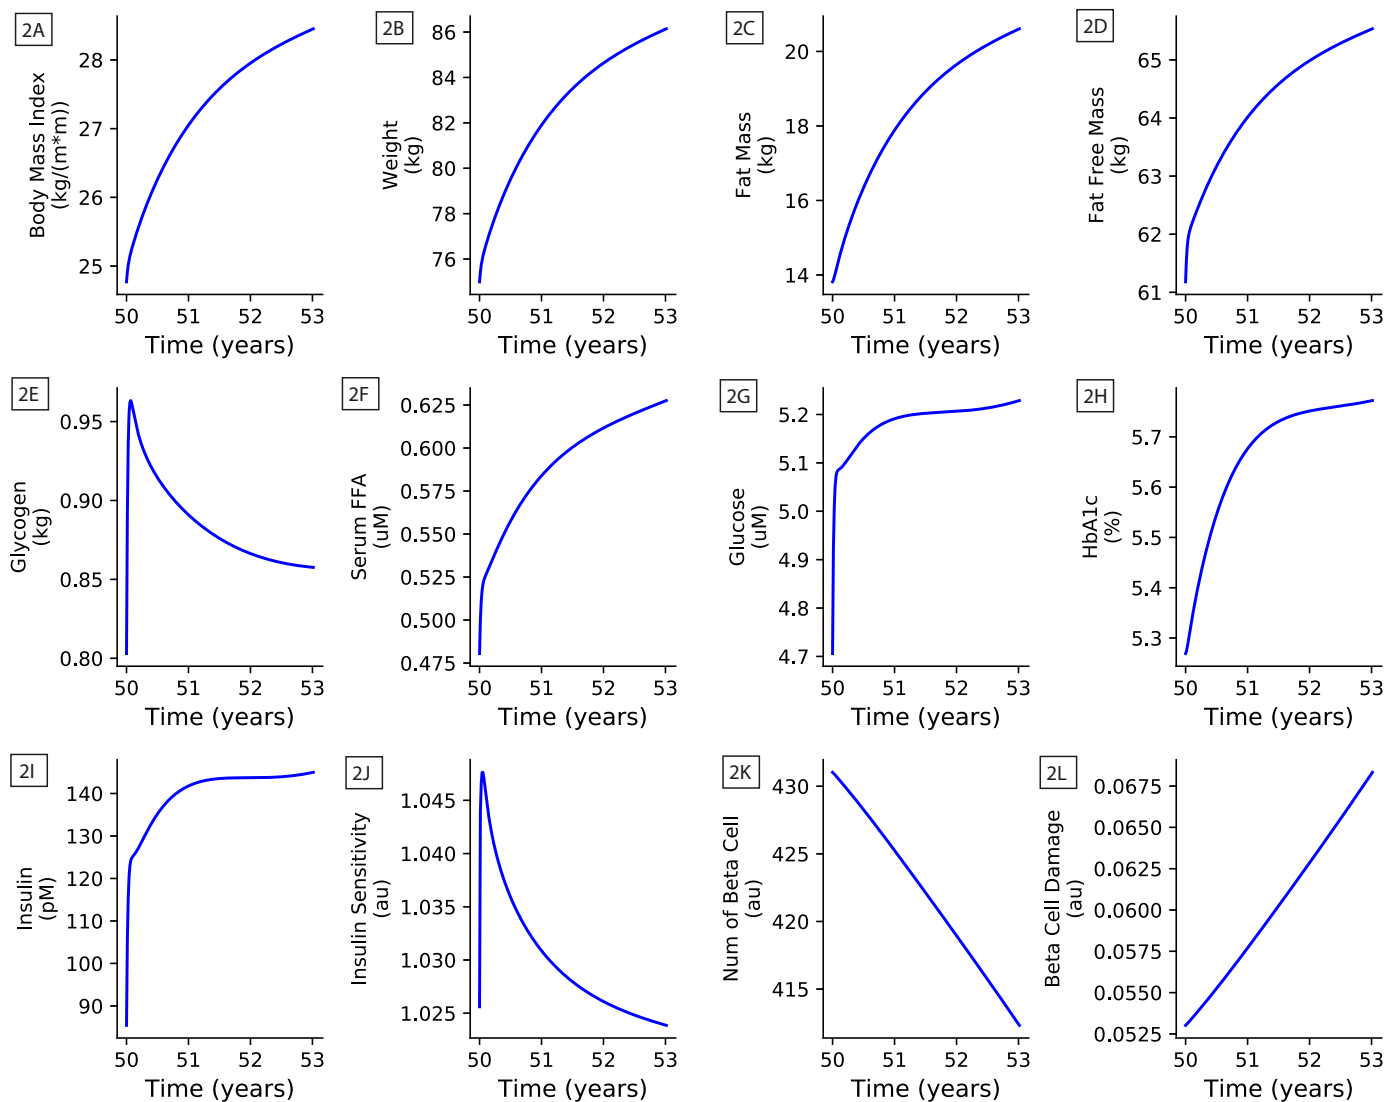 2A
Body Mass Index
(kg/(m*m))
28
27
26
25
50 51 52 53
Time (years)
2B
Weight
(kg)
86
84
82
80
78
76
50 51 52 53
Time (years)
2C
Fat Mass
(kg)
20
18
16
14
50 51 52 53
Time (years)
2D
Fat Free Mass
(kg)
65
64
63
62
61
50 51 52 53
Time (years)
2E
Glycogen
(kg)
0.95
0.90
0.85
0.80
50 51 52 53
Time (years)
2F
Serum FFA
(uM)
0.625
0.600
0.575
0.550
0.525
0.500
0.475
50 51 52 53
Time (years)
2G
Glucose
(uM)
5.2
5.1
5.0
4.9
4.8
4.7
50 51 52 53
Time (years)
2H
HbA1c
(%)
5.7
5.6
5.5
5.4
5.3
50 51 52 53
Time (years)
2I
Insulin
(pM)
140
130
120
110
100
90
50 51 52 53
Time (years)
2J
Insulin Sensitivity
(au)
1.045
1.040
1.035
1.030
1.025
50 51 52 53
Time (years)
2K
Num of Beta Cell
(au)
430
425
420
415
50 51 52 53
Time (years)
2L
Beta Cell Damage
(au)
0.0675
0.0650
0.0625
0.0600
0.0575
0.0550
0.0525
50 51 52 53
Time (years)